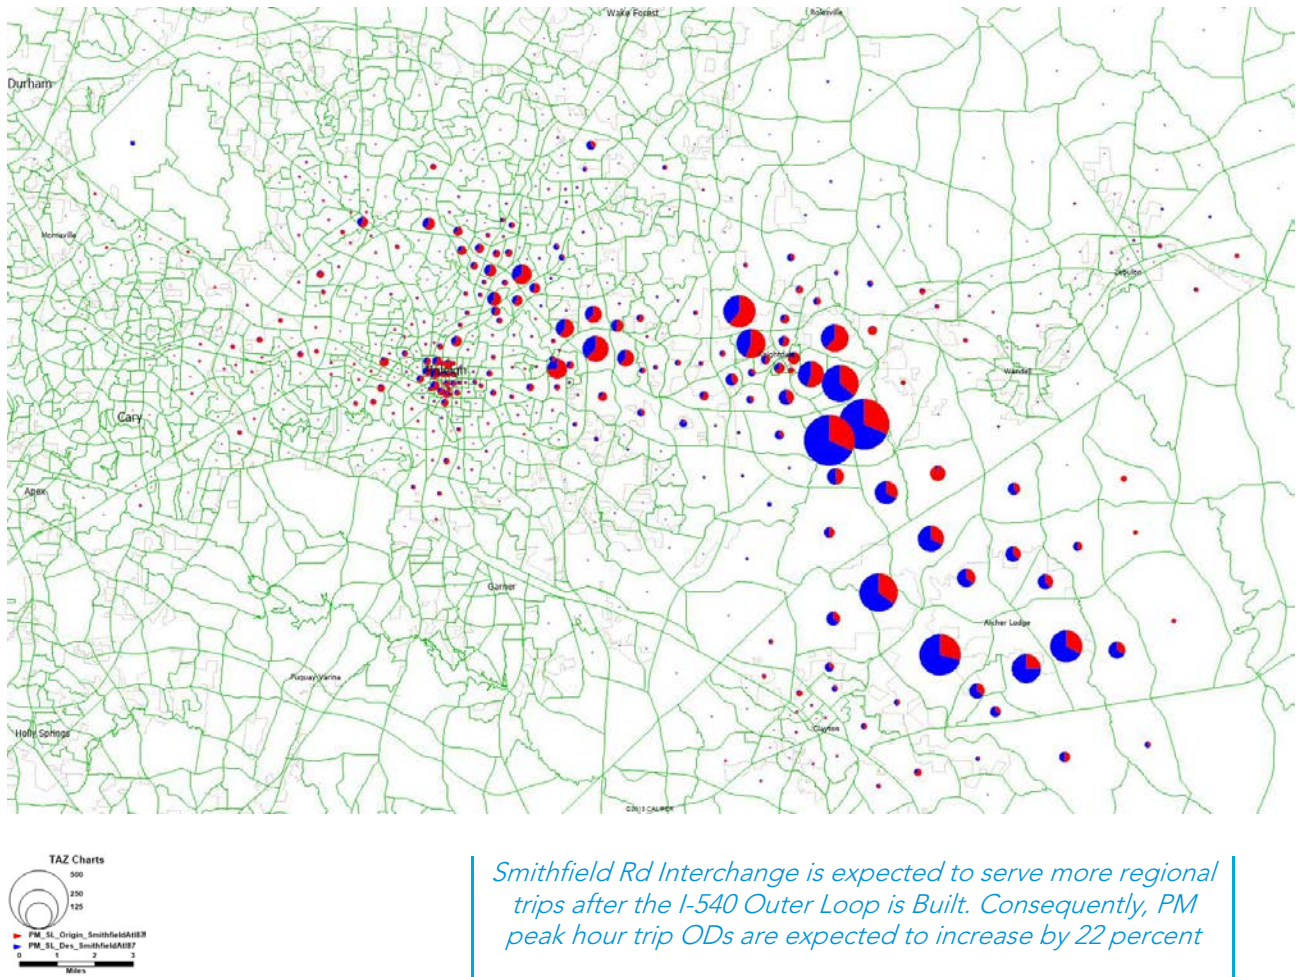 Wake Forest
Rolesville
Durham
Morrisville
Zebulon
Knightdale
Raleigh
Wendell
Cary
Apex
Garner
Archer Lodge
Fuquay-Varina
Clayton
Holly Springs
TAZ Charts
500
250
125
PM_SL_Des_SmithfieldAtI87
0 1 2 3
Miles
Smithfield Rd Interchange is expected to serve more regional
trips after the I-540 Outer Loop is Built. Consequently, PM
peak hour trip ODs are expected to increase by 22 percent